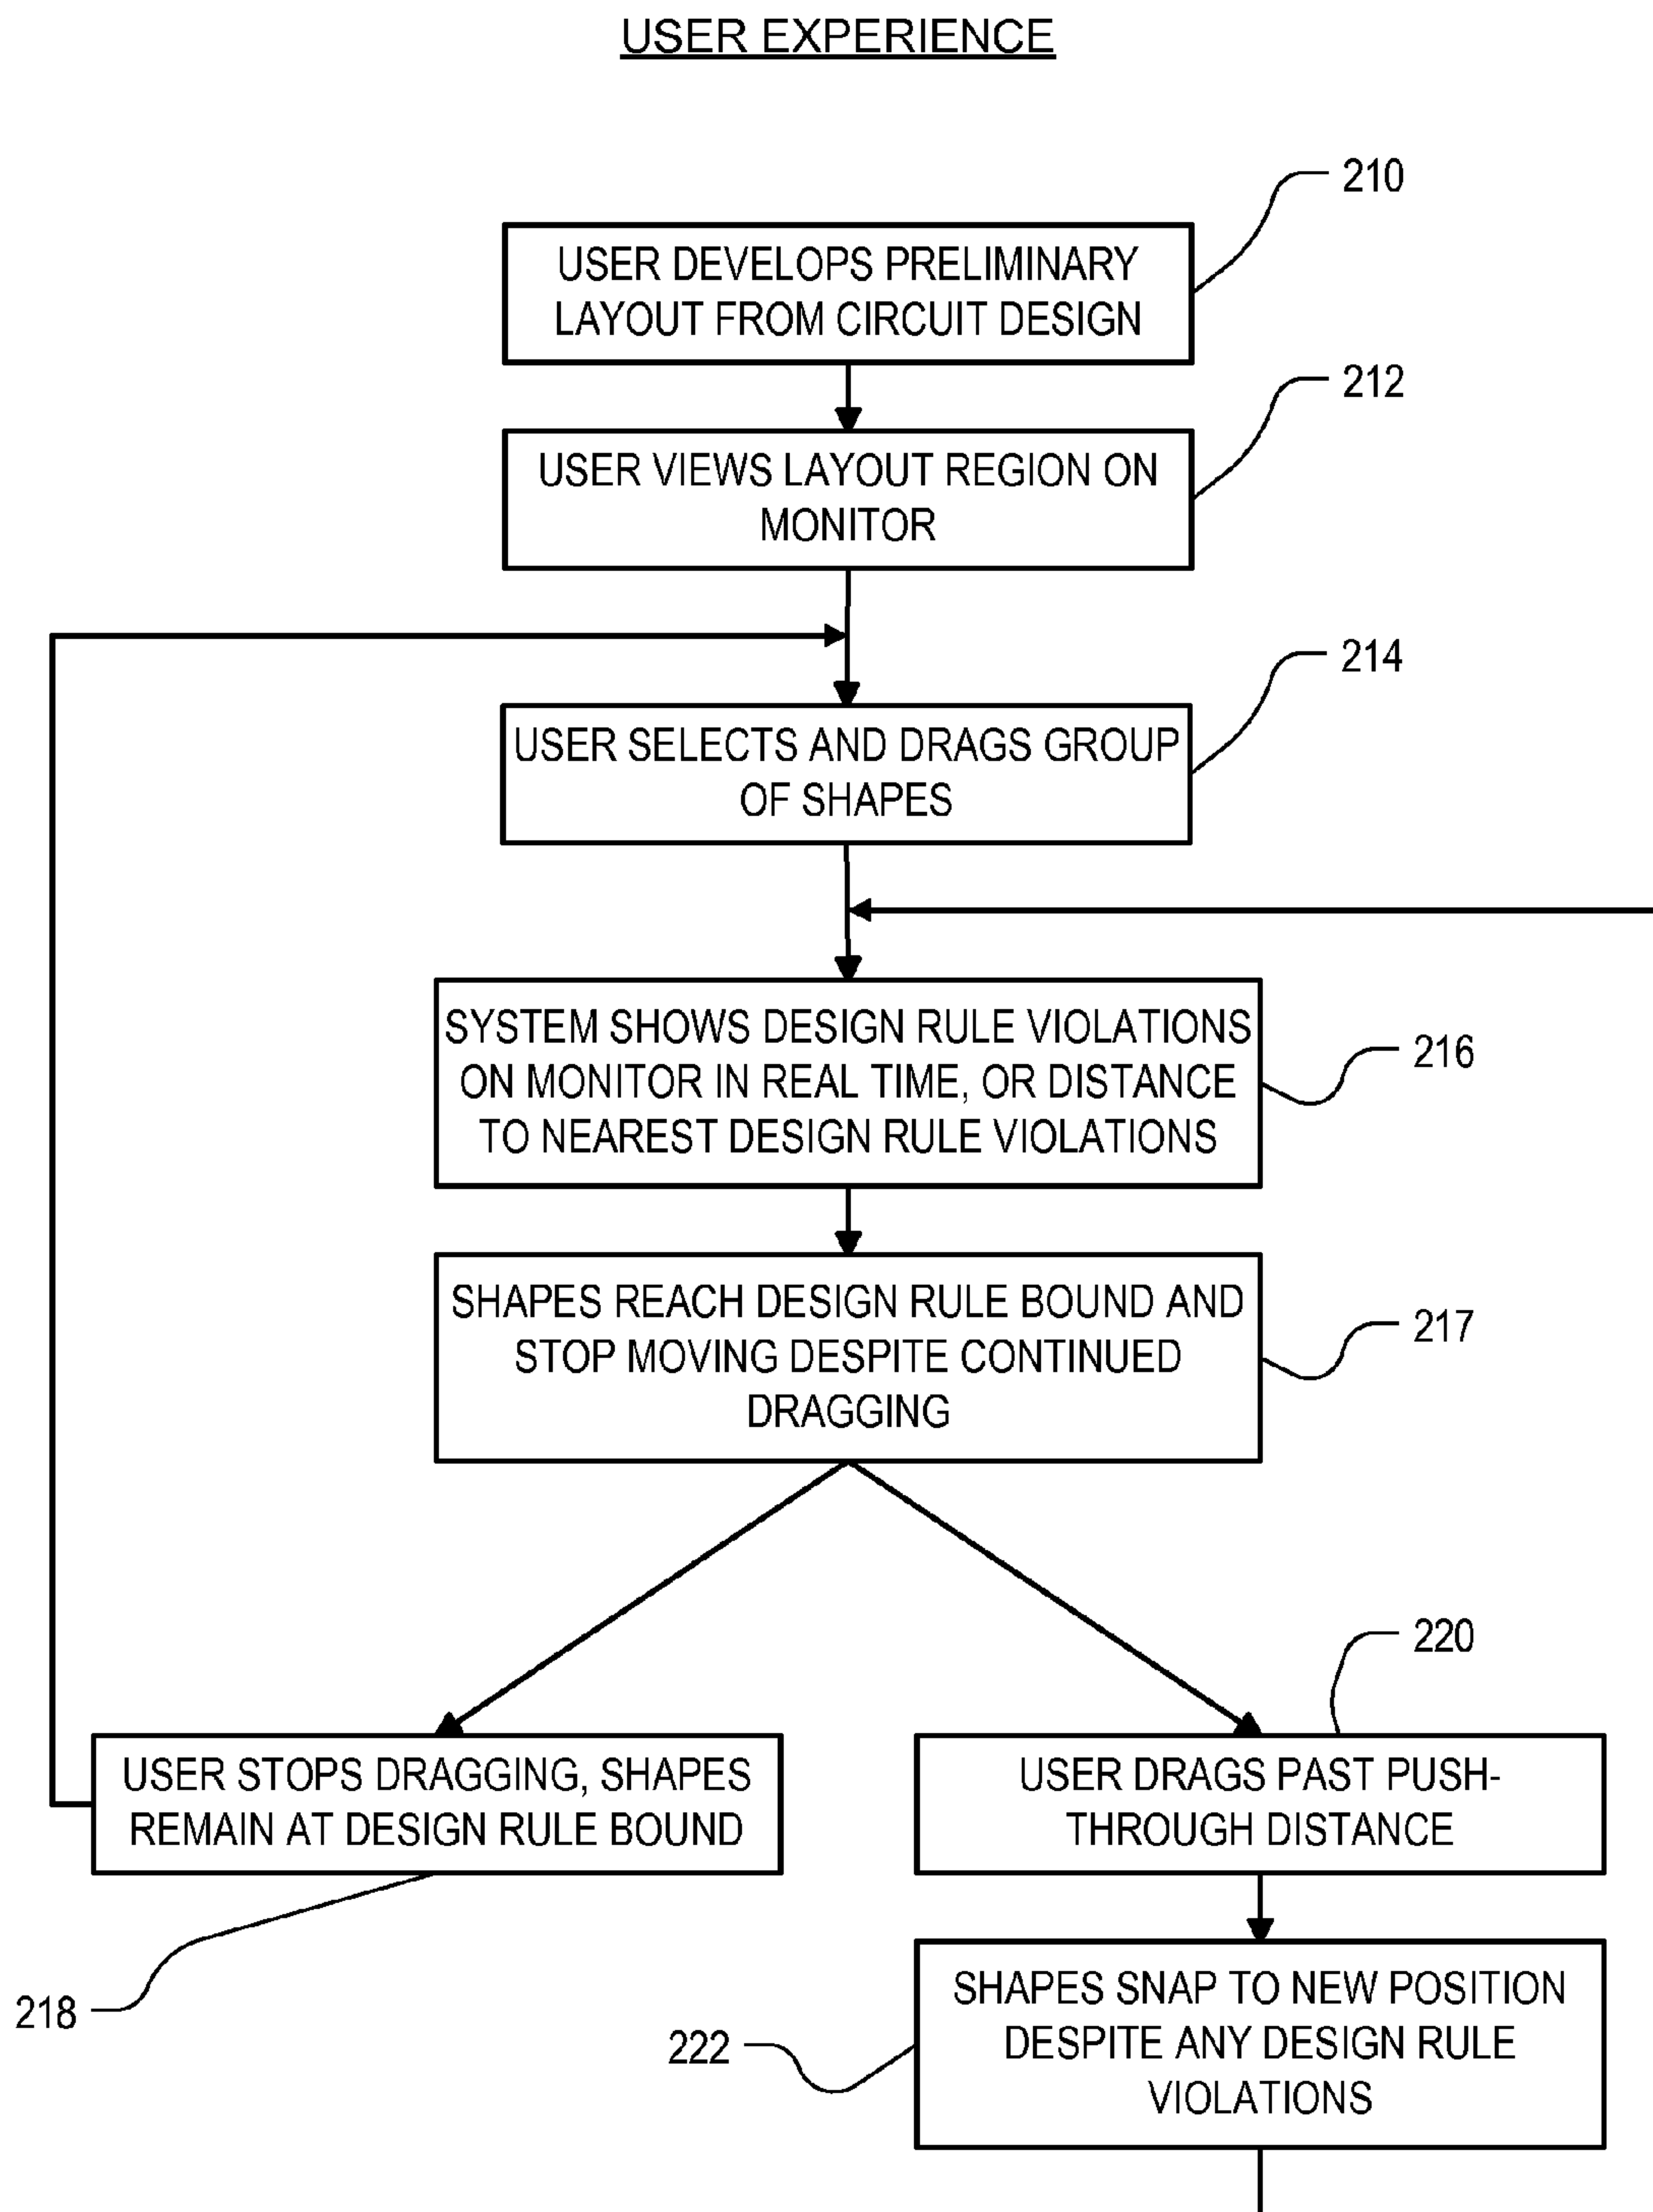 USER EXPERIENCE
210
USER DEVELOPS PRELIMINARY
LAYOUT FROM CIRCUIT DESIGN
212
USER VIEWS LAYOUT REGION ON
MONITOR
214
USER SELECTS AND DRAGS GROUP
OF SHAPES
SYSTEM SHOWS DESIGN RULE VIOLATIONS
ON MONITOR IN REAL TIME, OR DISTANCE
TO NEAREST DESIGN RULE VIOLATIONS
216
SHAPES REACH DESIGN RULE BOUND AND
STOP MOVING DESPITE CONTINUED
DRAGGING
217
220
USER STOPS DRAGGING, SHAPES
REMAIN AT DESIGN RULE BOUND
218
USER DRAGS PAST PUSH-
THROUGH DISTANCE
SHAPES SNAP TO NEW POSITION
DESPITE ANY DESIGN RULE
VIOLATIONS
222